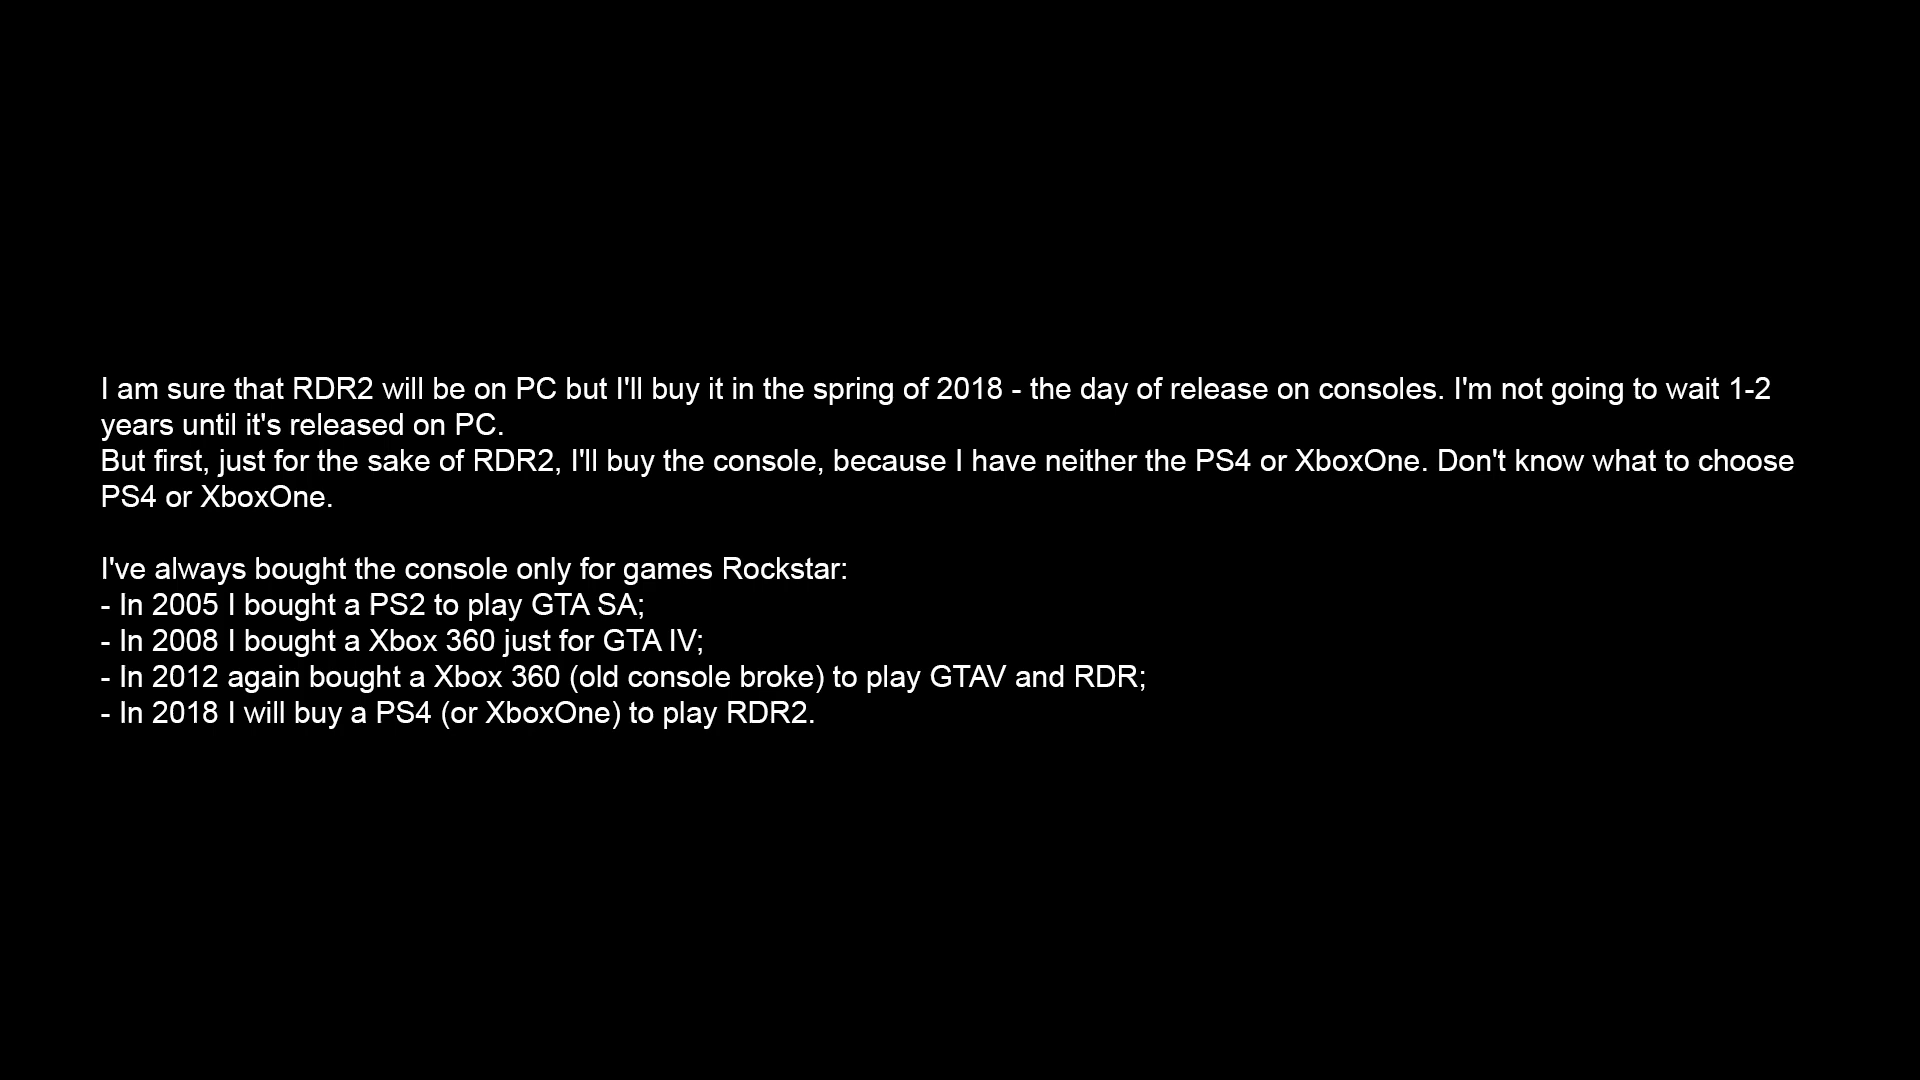 I am sure that RDR2 will be on PC but I'll buy it in the spring of 2018 - the day of release on consoles. I'm not going to wait 1-2
years until it's released on PC.
But first, just for the sake of RDR2, I'll buy the console, because I have neither the PS4 or XboxOne. Don't know what to choose
PS4 or XboxOne.

I've always bought the console only for games Rockstar:
- In 2005 I bought a PS2 to play GTA SA;
- In 2008 I bought a Xbox 360 just for GTA IV;
- In 2012 again bought a Xbox 360 (old console broke) to play GTAV and RDR;
- In 2018 I will buy a PS4 (or XboxOne) to play RDR2.